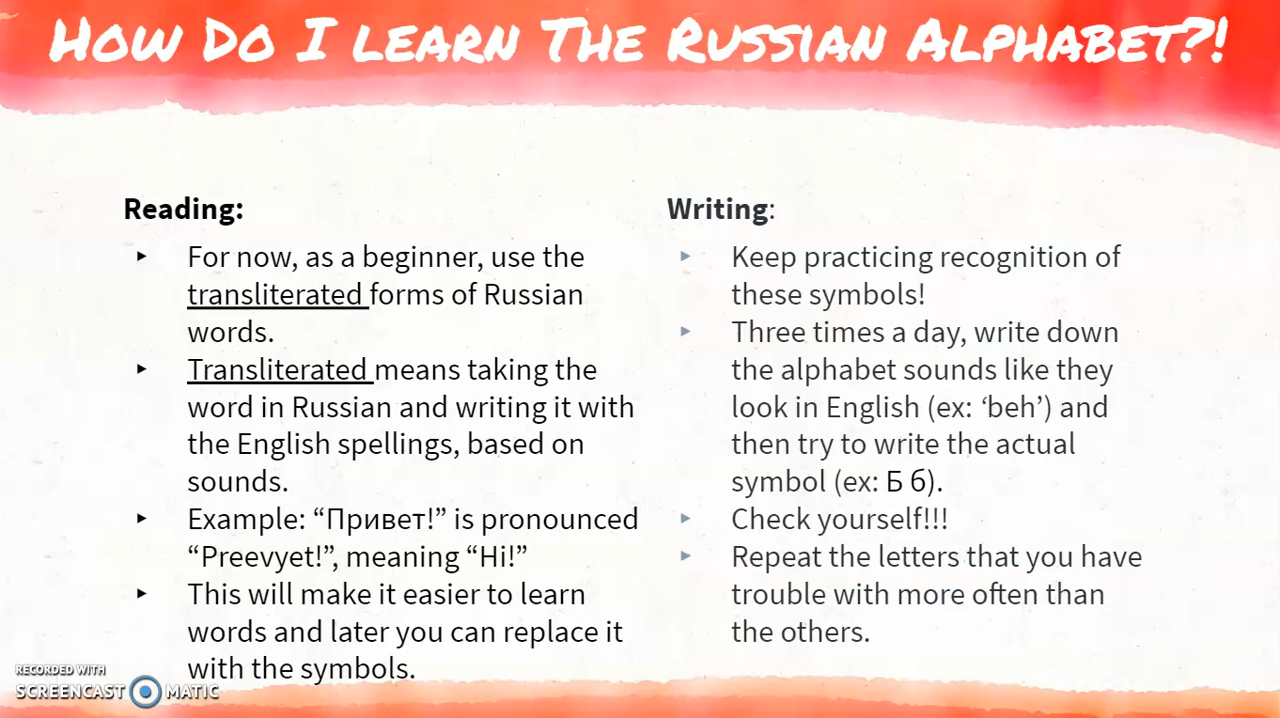 How Do I learn The Russian Alphabet?!
Reading:
▸ For now, as a beginner, use the
transliterated forms of Russian
words.
▸ Transliterated means taking the
word in Russian and writing it with
the English spellings, based on
sounds.
▸ Example: “Привет!” is pronounced
“Preevyet!”, meaning “Hi!”
▸ This will make it easier to learn
words and later you can replace it
with the symbols.
Writing:
▸ Keep practicing recognition of
these symbols!
▸ Three times a day, write down
the alphabet sounds like they
look in English (ex: ‘beh’) and
then try to write the actual
symbol (ex: Б б).
▸ Check yourself!!!
▸ Repeat the letters that you have
trouble with more often than
the others.
RECORDED WITH
SCREENCAST MATIC